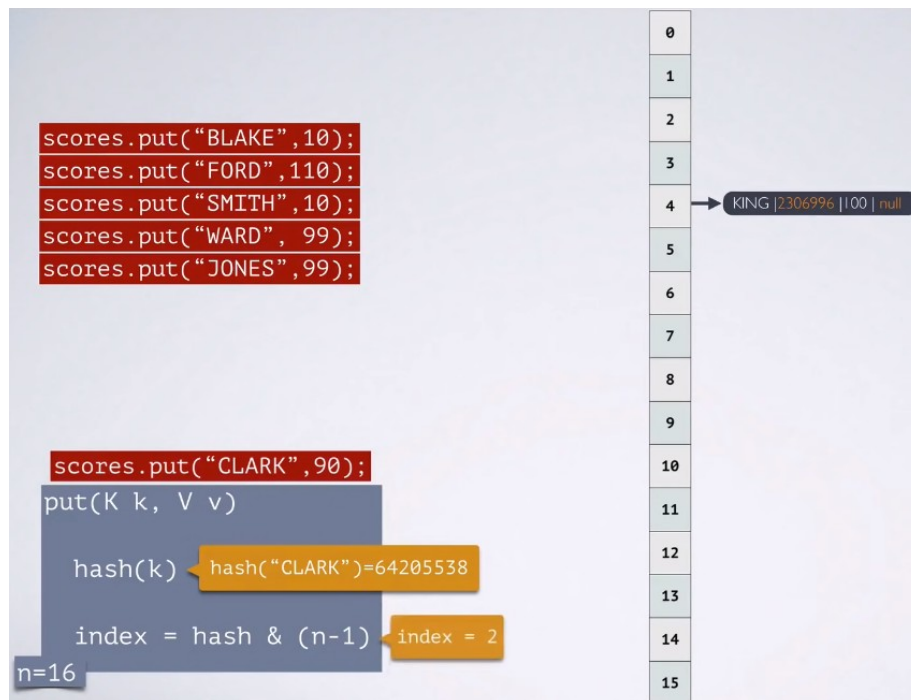 scores.put(“BLAKE”,10);
scores.put(“FORD”,110);
scores.put(“SMITH”,10);
scores.put(“WARD”, 99);
scores.put(“JONES”,99);
scores.put(“CLARK”,90);
put(K k, V v)
hash(k)
hash(“CLARK”)=64205538
index = hash & (n-1)
index = 2
n=16
0
1
2
3
4
KING |2306996 |100 | null
5
6
7
8
9
10
11
12
13
14
15